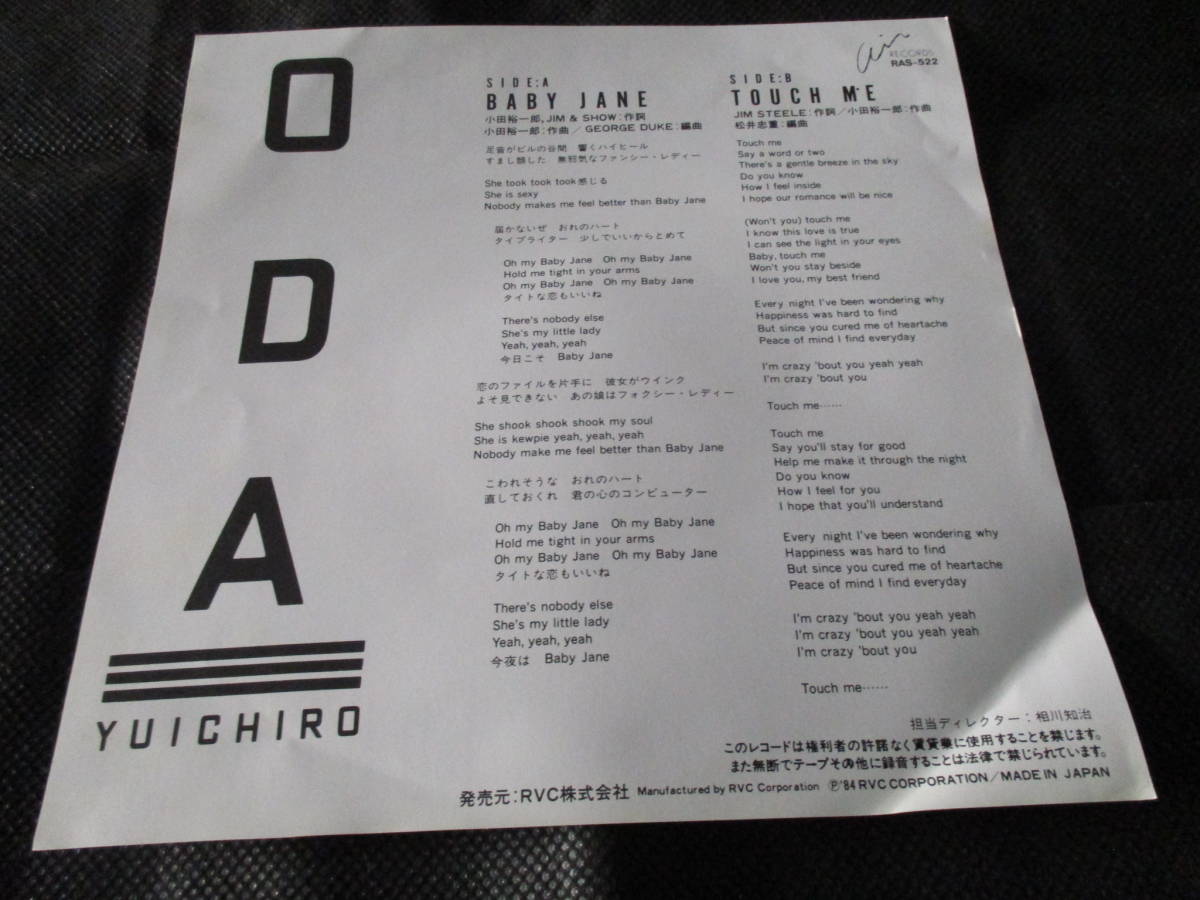 O
D
A
YUICHIRO
SIDE:A
BABY JANE
小田裕一郎, JIM & SHOW:作詞
小田裕一郎:作曲/GEORGE DUKE:編曲
足音がビルの谷間 響くハイヒール
すまし顔した 無邪気なファンシー・レディー
She took took took感じる
She is sexy
Nobody makes me feel better than Baby Jane
届かないぜ おれのハート
タイプライター 少しでいいからとめて
Oh my Baby Jane Oh my Baby Jane
Hold me tight in your arms
Oh my Baby Jane Oh my Baby Jane
タイトな恋もいいね
There's nobody else
She's my little lady
Yeah, yeah, yeah
今日こそ Baby Jane
恋のファイルを片手に 彼女がウインク
よそ見できない あの娘はフォクシー・レディー
She shook shook shook my soul
She is kewpie yeah, yeah, yeah
Nobody make me feel better than Baby Jane
こわれそうな おれのハート
直しておくれ 君の心のコンピューター
Oh my Baby Jane Oh my Baby Jane
Hold me tight in your arms
Oh my Baby Jane Oh my Baby Jane
タイトな恋もいいね
There's nobody else
She's my little lady
Yeah, yeah, yeah
今夜は Baby Jane
air RECORDS
RAS-522
SIDE:B
TOUCH ME
JIM STEELE:作詞/小田裕一郎:作曲
松井忠重:編曲
Touch me
Say a word or two
There's a gentle breeze in the sky
Do you know
How I feel inside
I hope our romance will be nice
(Won't you) touch me
I know this love is true
I can see the light in your eyes
Baby, touch me
Won't you stay beside
I love you, my best friend
Every night I've been wondering why
Happiness was hard to find
But since you cured me of heartache
Peace of mind I find everyday
I'm crazy 'bout you yeah yeah
I'm crazy 'bout you
Touch me……
Touch me
Say you'll stay for good
Help me make it through the night
Do you know
How I feel for you
I hope that you'll understand
Every night I've been wondering why
Happiness was hard to find
But since you cured me of heartache
Peace of mind I find everyday
I'm crazy 'bout you yeah yeah
I'm crazy 'bout you yeah yeah
I'm crazy 'bout you
Touch me……
担当ディレクター:相川知治
このレコードは権利者の許諾なく賃貸業に使用することを禁じます。
また無断でテープその他に録音することは法律で禁じられています。
発売元:RVC株式会社 Manufactured by RVC Corporation Ⓟ'84 RVC CORPORATION/MADE IN JAPAN